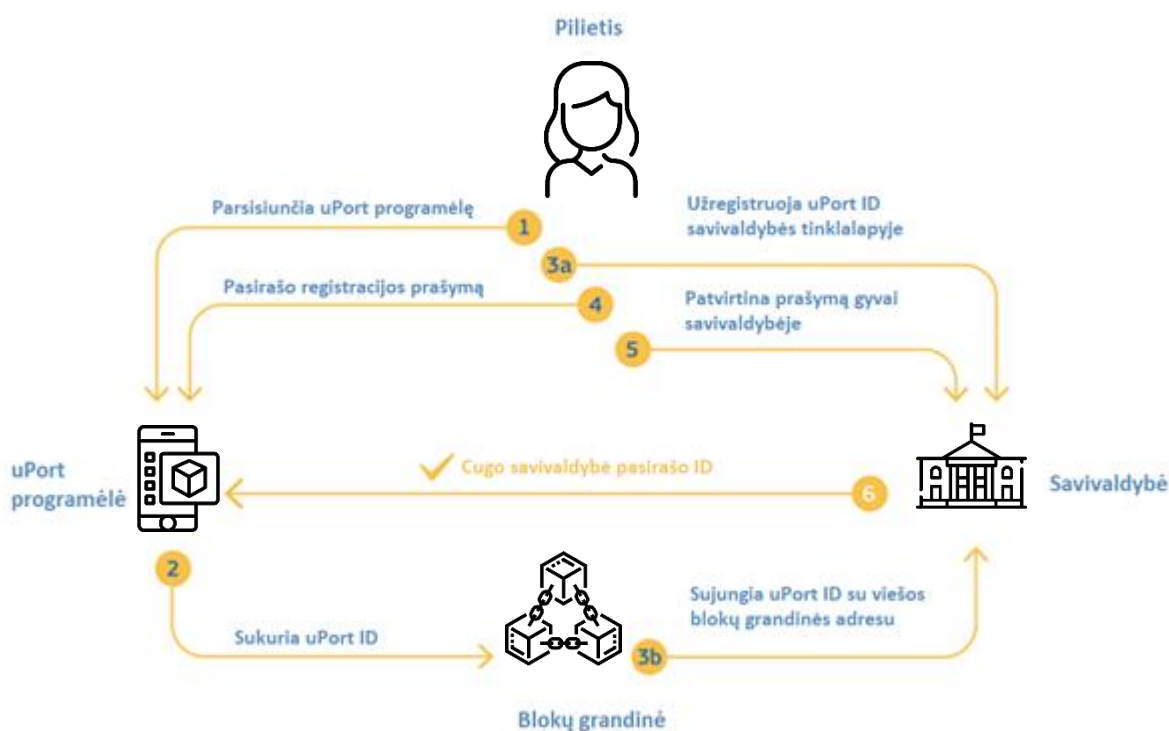 Pilietis
Parsisiunčia uPort programėlę
1
Užregistruoja uPort ID
savivaldybės tinklalapyje
3a
Pasirašo registracijos prašymą
4
Patvirtina prašymą gyvai
savivaldybėje
5
uPort
programėlė
Cugo savivaldybė pasirašo ID
6
Savivaldybė
2
Sukuria uPort ID
Sujungia uPort ID su viešos
blokų grandinės adresu
3b
Blokų grandinė